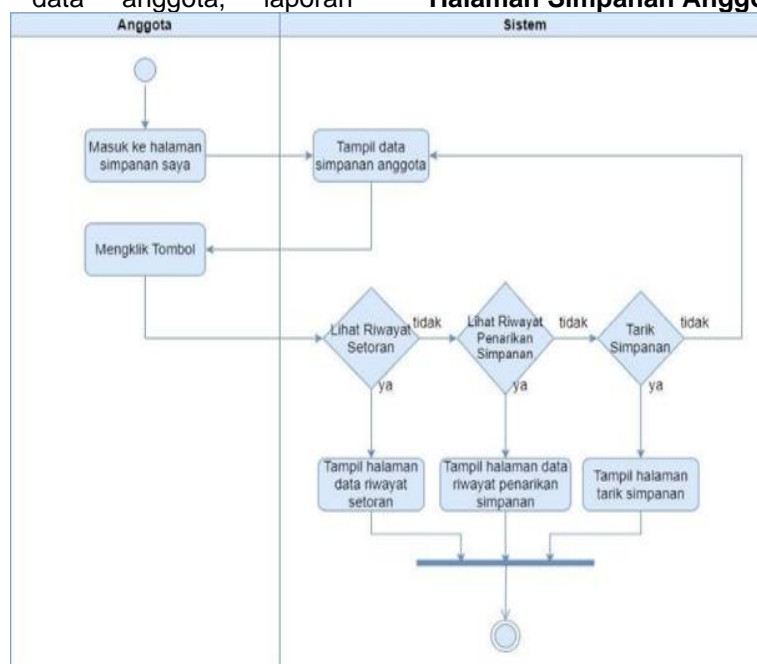 data anggota, laporan
Halaman Simpanan Anggo
Anggota
Sistem
Masuk ke halaman
simpanan saya
Tampil data
simpanan anggota
Mengklik Tombol
Lihat Riwayat
Setoran
tidak
Lihat Riwayat
Penarikan
Simpanan
tidak
Tarik
Simpanan
tidak
ya
ya
ya
Tampil halaman
data riwayat
setoran
Tampil halaman data
riwayat penarikan
simpanan
Tampil halaman
tarik simpanan